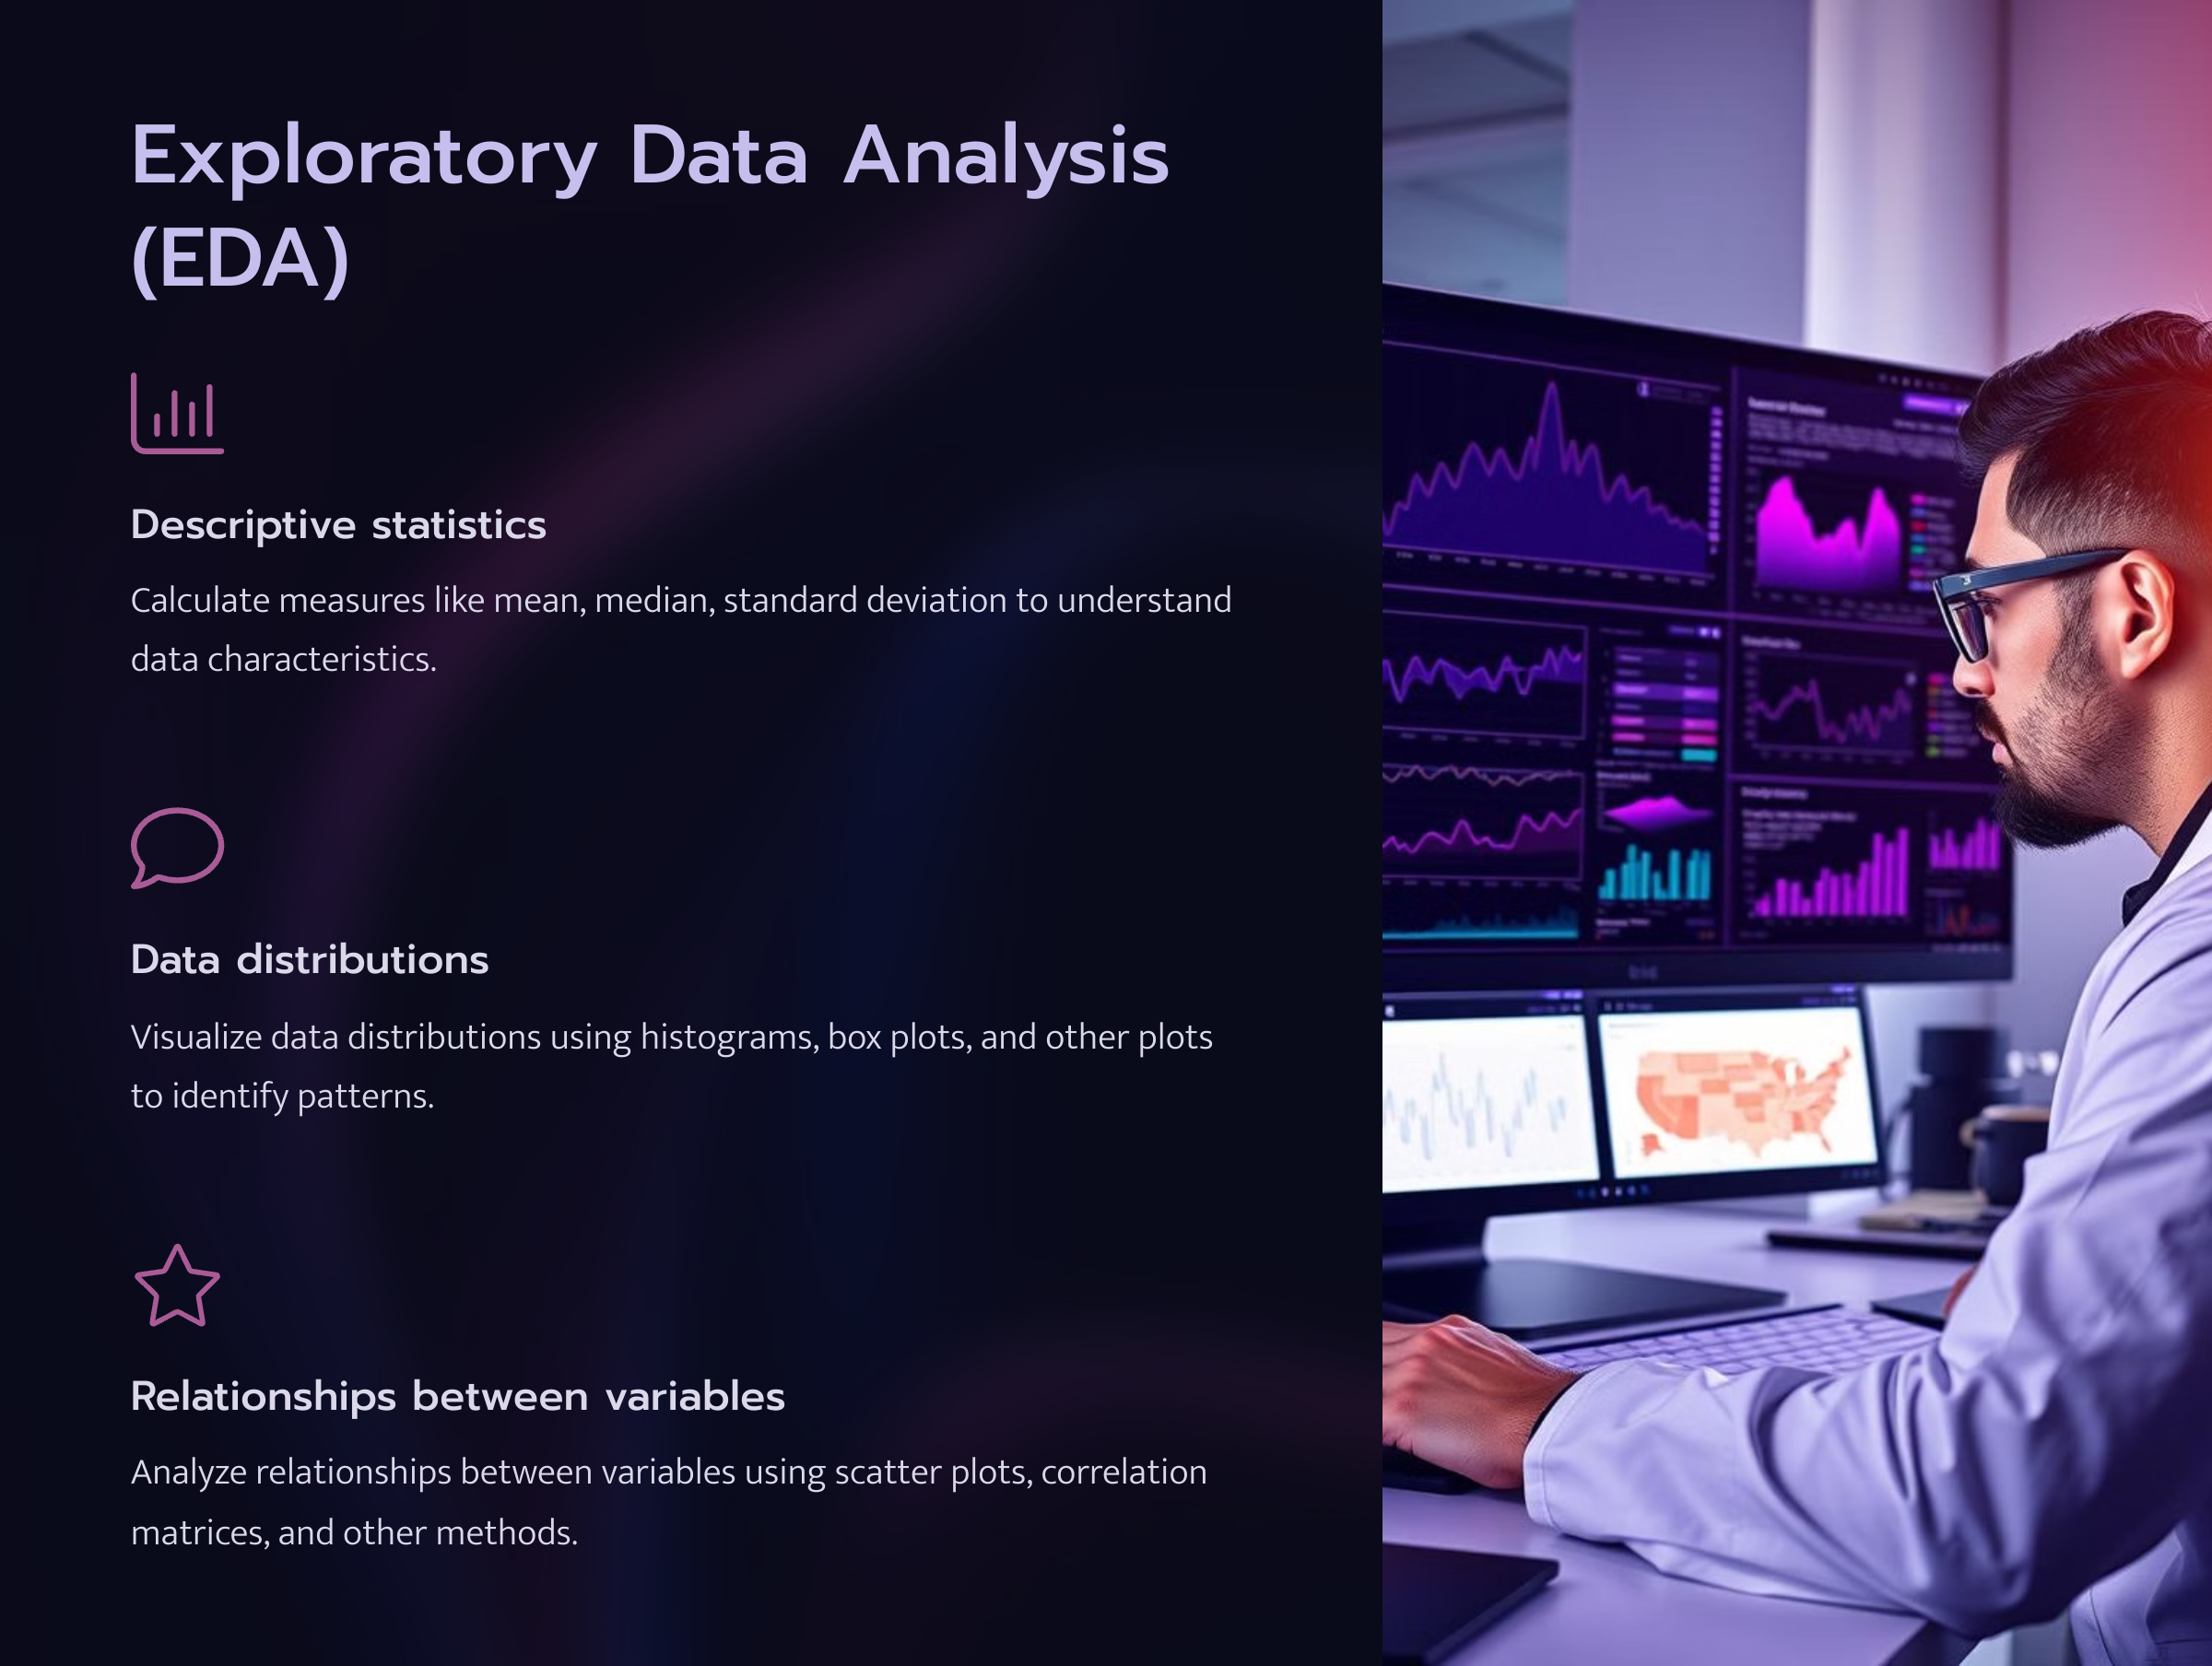 Exploratory Data Analysis
(EDA)
Descriptive statistics
Calculate measures like mean, median, standard deviation to understand
data characteristics.
Data distributions
Visualize data distributions using histograms, box plots, and other plots
to identify patterns.
Relationships between variables
Analyze relationships between variables using scatter plots, correlation
matrices, and other methods.